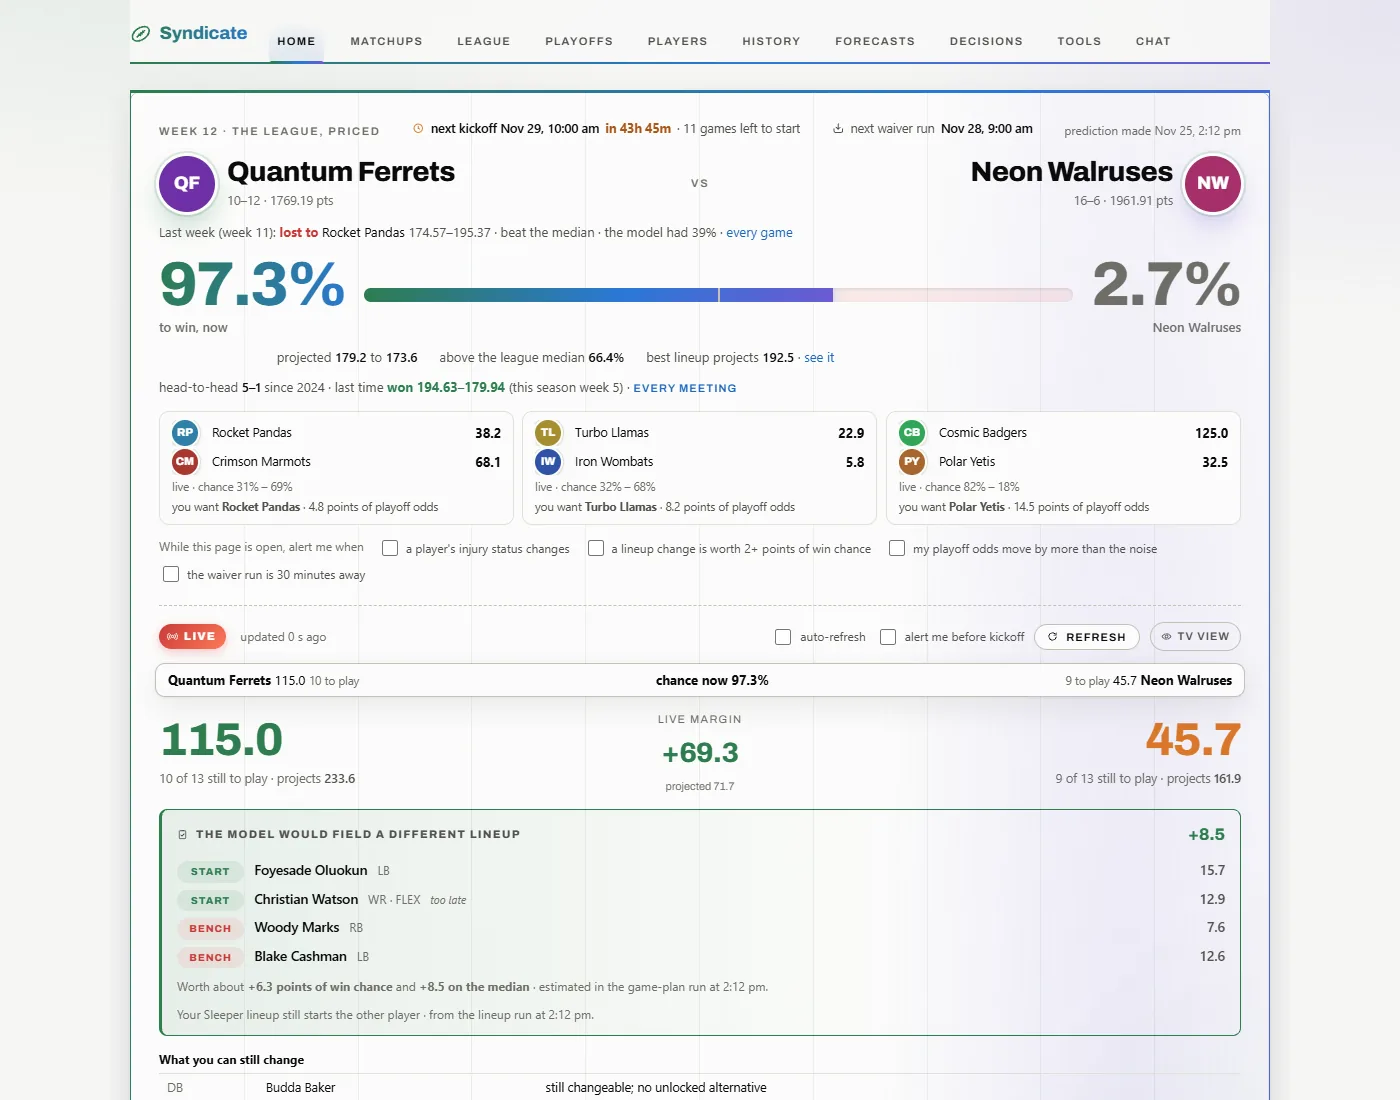 Syndicate
HOME MATCHUPS LEAGUE PLAYOFFS PLAYERS HISTORY FORECASTS DECISIONS TOOLS CHAT
WEEK 12 · THE LEAGUE, PRICED
next kickoff Nov 29, 10:00 am in 43h 45m · 11 games left to start
next waiver run Nov 28, 9:00 am
prediction made Nov 25, 2:12 pm
QF Quantum Ferrets
10–12 · 1769.19 pts
VS
Neon Walruses NW
16–6 · 1961.91 pts
Last week (week 11): lost to Rocket Pandas 174.57–195.37 · beat the median · the model had 39% · every game
97.3% 2.7%
to win, now Neon Walruses
projected 179.2 to 173.6 above the league median 66.4% best lineup projects 192.5 · see it
head-to-head 5–1 since 2024 · last time won 194.63–179.94 (this season week 5) · EVERY MEETING
RP Rocket Pandas 38.2
CM Crimson Marmots 68.1
live · chance 31% – 69%
you want Rocket Pandas · 4.8 points of playoff odds
TL Turbo Llamas 22.9
IW Iron Wombats 5.8
live · chance 32% – 68%
you want Turbo Llamas · 8.2 points of playoff odds
CB Cosmic Badgers 125.0
PY Polar Yetis 32.5
live · chance 82% – 18%
you want Polar Yetis · 14.5 points of playoff odds
While this page is open, alert me when a player's injury status changes a lineup change is worth 2+ points of win chance my playoff odds move by more than the noise
the waiver run is 30 minutes away
LIVE updated 0 s ago auto-refresh alert me before kickoff REFRESH TV VIEW
Quantum Ferrets 115.0 10 to play chance now 97.3% 9 to play 45.7 Neon Walruses
115.0
10 of 13 still to play · projects 233.6
LIVE MARGIN
+69.3
projected 71.7
45.7
9 of 13 still to play · projects 161.9
THE MODEL WOULD FIELD A DIFFERENT LINEUP +8.5
START Foyesade Oluokun LB 15.7
START Christian Watson WR · FLEX too late 12.9
BENCH Woody Marks RB 7.6
BENCH Blake Cashman LB 12.6
Worth about +6.3 points of win chance and +8.5 on the median · estimated in the game-plan run at 2:12 pm.
Your Sleeper lineup still starts the other player · from the lineup run at 2:12 pm.
What you can still change
DB Budda Baker still changeable; no unlocked alternative